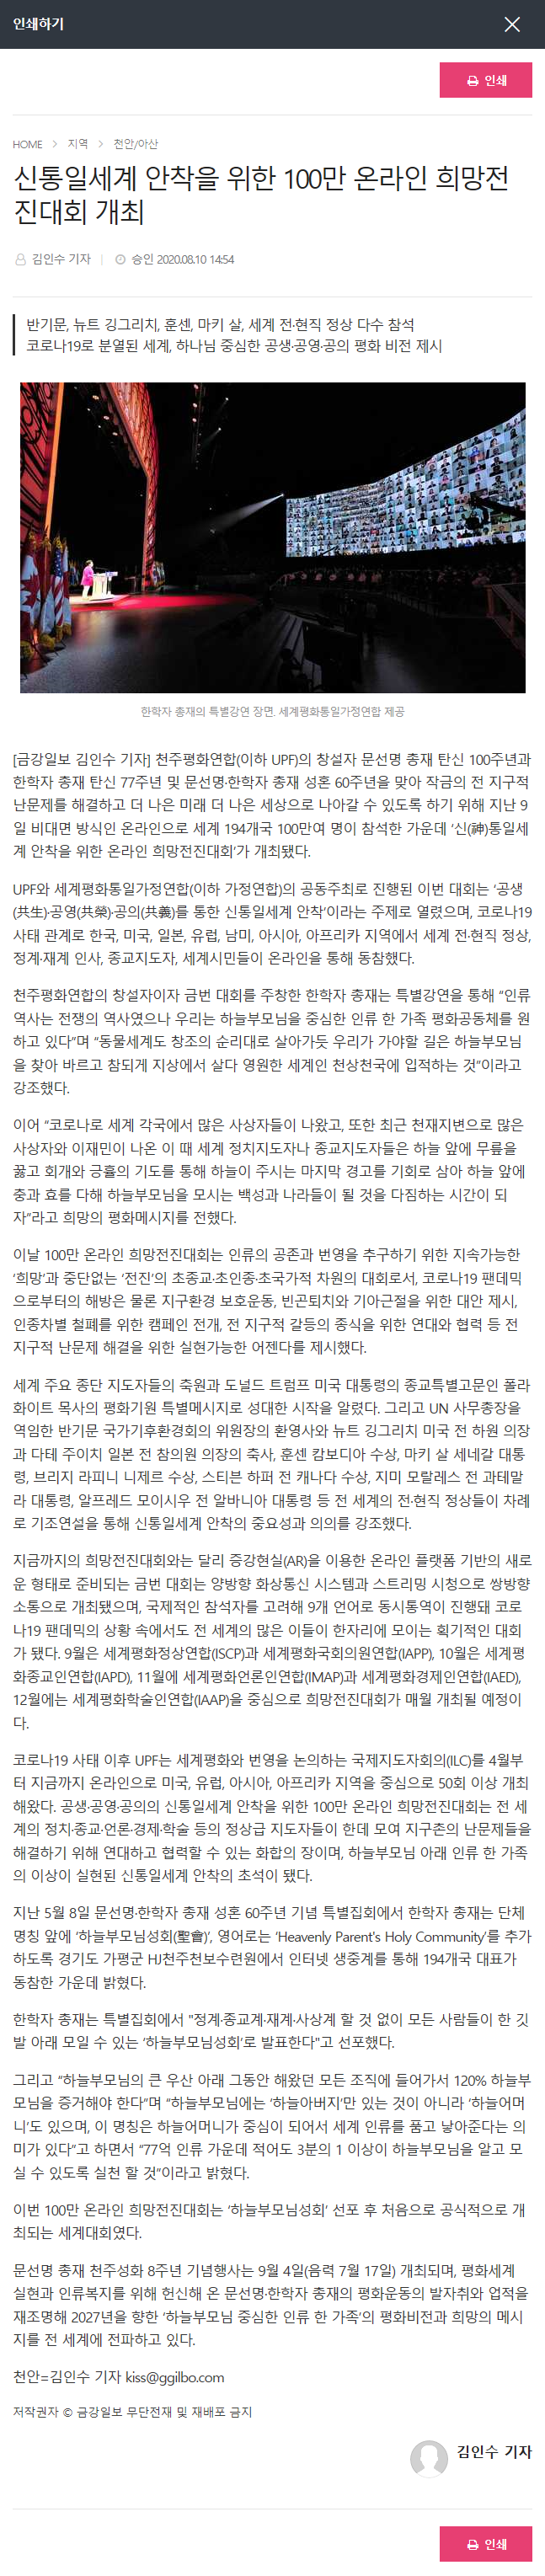 인쇄하기
인쇄
HOME > 지역 > 천안/아산
신통일세계 안착을 위한 100만 온라인 희망전
진대회 개최
김인수 기자 | 승인 2020.08.10 14:54
반기문, 뉴트 깅그리치, 훈센, 마키 살, 세계 전·현직 정상 다수 참석
코로나19로 분열된 세계, 하나님 중심한 공생·공영·공의 평화 비전 제시
한학자 총재의 특별강연 장면. 세계평화통일가정연합 제공
[금강일보 김인수 기자] 천주평화연합(이하 UPF)의 창설자 문선명 총재 탄신 100주년과
한학자 총재 탄신 77주년 및 문선명·한학자 총재 성혼 60주년을 맞아 작금의 전 지구적
난문제를 해결하고 더 나은 미래 더 나은 세상으로 나아갈 수 있도록 하기 위해 지난 9
일 비대면 방식인 온라인으로 세계 194개국 100만여 명이 참석한 가운데 ‘신(神)통일세
계 안착을 위한 온라인 희망전진대회’가 개최됐다.
UPF와 세계평화통일가정연합(이하 가정연합)의 공동주최로 진행된 이번 대회는 ‘공생
(共生)·공영(共榮)·공의(共義)를 통한 신통일세계 안착’이라는 주제로 열렸으며, 코로나19
사태 관계로 한국, 미국, 일본, 유럽, 남미, 아시아, 아프리카 지역에서 세계 전·현직 정상,
정계·재계 인사, 종교지도자, 세계시민들이 온라인을 통해 동참했다.
천주평화연합의 창설자이자 금번 대회를 주창한 한학자 총재는 특별강연을 통해 “인류
역사는 전쟁의 역사였으나 우리는 하늘부모님을 중심한 인류 한 가족 평화공동체를 원
하고 있다”며 “동물세계도 창조의 순리대로 살아가듯 우리가 가야할 길은 하늘부모님
을 찾아 바르고 참되게 지상에서 살다 영원한 세계인 천상천국에 입적하는 것”이라고
강조했다.
이어 “코로나로 세계 각국에서 많은 사상자들이 나왔고, 또한 최근 천재지변으로 많은
사상자와 이재민이 나온 이 때 세계 정치지도자나 종교지도자들은 하늘 앞에 무릎을
꿇고 회개와 긍휼의 기도를 통해 하늘이 주시는 마지막 경고를 기회로 삼아 하늘 앞에
충과 효를 다해 하늘부모님을 모시는 백성과 나라들이 될 것을 다짐하는 시간이 되
자”라고 희망의 평화메시지를 전했다.
이날 100만 온라인 희망전진대회는 인류의 공존과 번영을 추구하기 위한 지속가능한
‘희망’과 중단없는 ‘전진’의 초종교·초인종·초국가적 차원의 대회로서, 코로나19 팬데믹
으로부터의 해방은 물론 지구환경 보호운동, 빈곤퇴치와 기아근절을 위한 대안 제시,
인종차별 철폐를 위한 캠페인 전개, 전 지구적 갈등의 종식을 위한 연대와 협력 등 전
지구적 난문제 해결을 위한 실현가능한 어젠다를 제시했다.
세계 주요 종단 지도자들의 축원과 도널드 트럼프 미국 대통령의 종교특별고문인 폴라
화이트 목사의 평화기원 특별메시지로 성대한 시작을 알렸다. 그리고 UN 사무총장을
역임한 반기문 국가기후환경회의 위원장의 환영사와 뉴트 깅그리치 미국 전 하원 의장
과 다테 주이치 일본 전 참의원 의장의 축사, 훈센 캄보디아 수상, 마키 살 세네갈 대통
령, 브리지 라피니 니제르 수상, 스티븐 하퍼 전 캐나다 수상, 지미 모랄레스 전 과테말
라 대통령, 알프레드 모이시우 전 알바니아 대통령 등 전 세계의 전·현직 정상들이 차례
로 기조연설을 통해 신통일세계 안착의 중요성과 의의를 강조했다.
지금까지의 희망전진대회와는 달리 증강현실(AR)을 이용한 온라인 플랫폼 기반의 새로
운 형태로 준비되는 금번 대회는 양방향 화상통신 시스템과 스트리밍 시청으로 쌍방향
소통으로 개최됐으며, 국제적인 참석자를 고려해 9개 언어로 동시통역이 진행돼 코로
나19 팬데믹의 상황 속에서도 전 세계의 많은 이들이 한자리에 모이는 획기적인 대회
가 됐다. 9월은 세계평화정상연합(ISCP)과 세계평화국회의원연합(IAPP), 10월은 세계평
화종교인연합(IAPD), 11월에 세계평화언론인연합(IMAP)과 세계평화경제인연합(IAED),
12월에는 세계평화학술인연합(IAAP)을 중심으로 희망전진대회가 매월 개최될 예정이
다.
코로나19 사태 이후 UPF는 세계평화와 번영을 논의하는 국제지도자회의(ILC)를 4월부
터 지금까지 온라인으로 미국, 유럽, 아시아, 아프리카 지역을 중심으로 50회 이상 개최
해왔다. 공생·공영·공의의 신통일세계 안착을 위한 100만 온라인 희망전진대회는 전 세
계의 정치·종교·언론·경제·학술 등의 정상급 지도자들이 한데 모여 지구촌의 난문제들을
해결하기 위해 연대하고 협력할 수 있는 화합의 장이며, 하늘부모님 아래 인류 한 가족
의 이상이 실현된 신통일세계 안착의 초석이 됐다.
지난 5월 8일 문선명·한학자 총재 성혼 60주년 기념 특별집회에서 한학자 총재는 단체
명칭 앞에 ‘하늘부모님성회(聖會)’, 영어로는 ‘Heavenly Parent's Holy Community’를 추가
하도록 경기도 가평군 HJ천주천보수련원에서 인터넷 생중계를 통해 194개국 대표가
동참한 가운데 밝혔다.
한학자 총재는 특별집회에서 "정계·종교계·재계·사상계 할 것 없이 모든 사람들이 한 깃
발 아래 모일 수 있는 ‘하늘부모님성회’로 발표한다"고 선포했다.
그리고 “하늘부모님의 큰 우산 아래 그동안 해왔던 모든 조직에 들어가서 120% 하늘부
모님을 증거해야 한다”며 “하늘부모님에는 ‘하늘아버지’만 있는 것이 아니라 ‘하늘어머
니’도 있으며, 이 명칭은 하늘어머니가 중심이 되어서 세계 인류를 품고 낳아준다는 의
미가 있다”고 하면서 “77억 인류 가운데 적어도 3분의 1 이상이 하늘부모님을 알고 모
실 수 있도록 실천 할 것”이라고 밝혔다.
이번 100만 온라인 희망전진대회는 ‘하늘부모님성회’ 선포 후 처음으로 공식적으로 개
최되는 세계대회였다.
문선명 총재 천주성화 8주년 기념행사는 9월 4일(음력 7월 17일) 개최되며, 평화세계
실현과 인류복지를 위해 헌신해 온 문선명·한학자 총재의 평화운동의 발자취와 업적을
재조명해 2027년을 향한 ‘하늘부모님 중심한 인류 한 가족’의 평화비전과 희망의 메시
지를 전 세계에 전파하고 있다.
천안=김인수 기자 kiss@ggilbo.com
저작권자 © 금강일보 무단전재 및 재배포 금지
김인수 기자
인쇄